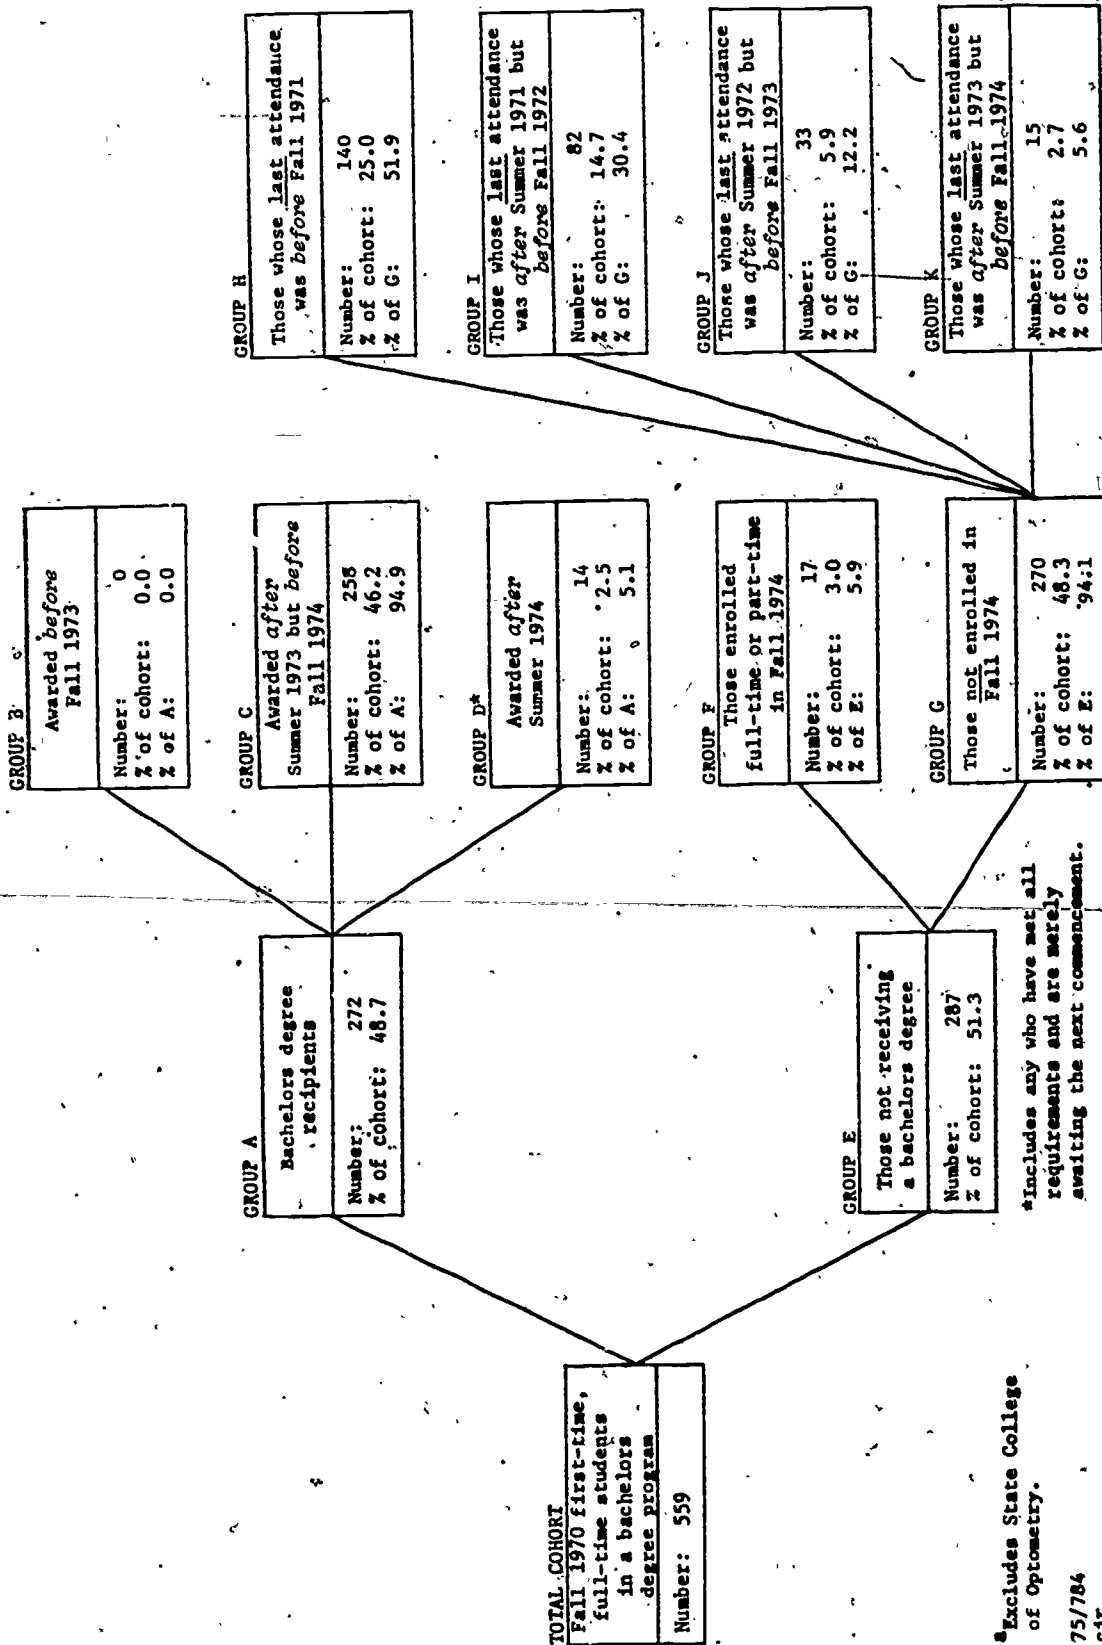 TOTAL COHORT
Fall 1970 first-time,
full-time students
in a bachelors
degree program
Number: 559
GROUP A
Bachelors degree
recipients
Number: 272
% of cohort: 48.7
GROUP E
Those not receiving
a bachelors degree
Number: 287
% of cohort: 51.3
GROUP B
Awarded before
Fall 1973
Number: 0
% of cohort: 0.0
% of A: 0.0
GROUP C
Awarded after
Summer 1973 but before
Fall 1974
Number: 258
% of cohort: 46.2
% of A: 94.9
GROUP D*
Awarded after
Summer 1974
Number: 14
% of cohort: 2.5
% of A: 5.1
GROUP F
Those enrolled
full-time or part-time
in Fall 1974
Number: 17
% of cohort: 3.0
% of E: 5.9
GROUP G
Those not enrolled in
Fall 1974
Number: 270
% of cohort: 48.3
% of E: 94.1
GROUP H
Those whose last attendance
was before Fall 1971
Number: 140
% of cohort: 25.0
% of G: 51.9
GROUP I
Those whose last attendance
was after Summer 1971 but
before Fall 1972
Number: 82
% of cohort: 14.7
% of G: 30.4
GROUP J
Those whose last attendance
was after Summer 1972 but
before Fall 1973
Number: 33
% of cohort: 5.9
% of G: 12.2
GROUP K
Those whose last attendance
was after Summer 1973 but
before Fall 1974
Number: 15
% of cohort: 2.7
% of G: 5.6
*Includes any who have met all
requirements and are merely
awaiting the next commencement.
aExcludes State College
of Optometry.
75/784